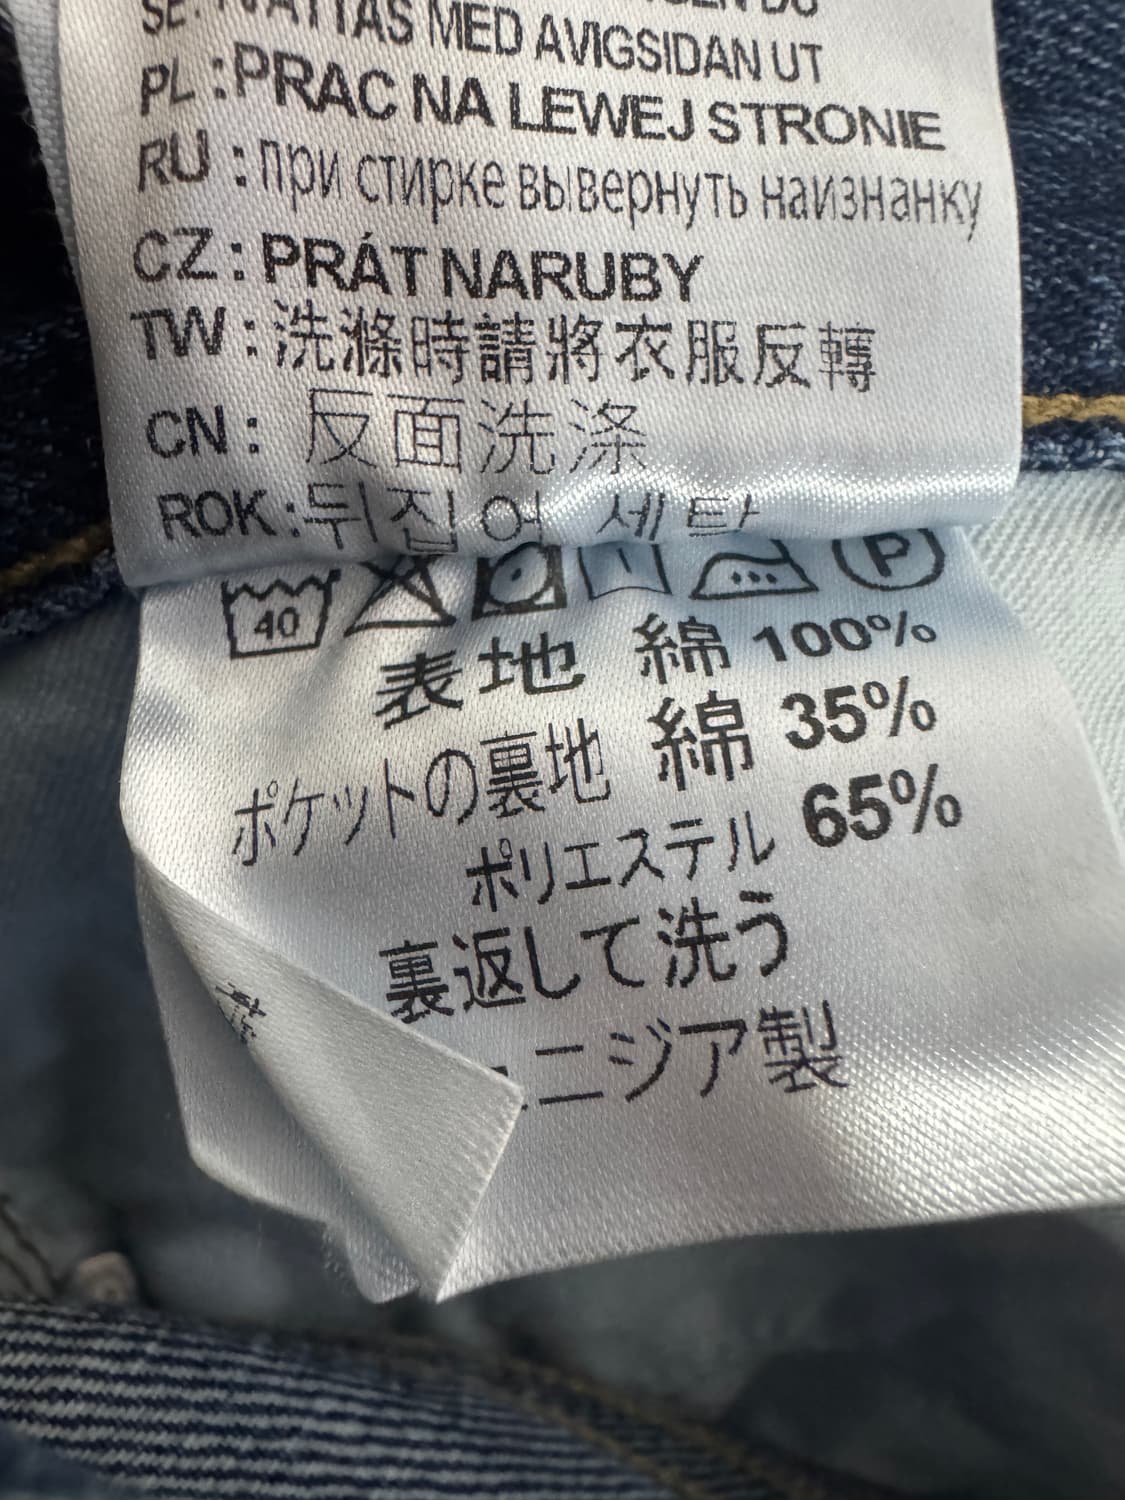 SE: TVÄTTAS MED AVIGSIDAN UT
PL :PRAC NA LEWEJ STRONIE
RU :при стирке вывернуть наизнанку
CZ: PRÁT NARUBY
TW :洗滌時請將衣服反轉
CN: 反面洗涤
ROK:뒤집어 세탁
40 P
表地 綿 100%
ポケットの裏地 綿 35%
ポリエステル 65%
裏返して洗う
ニジア製